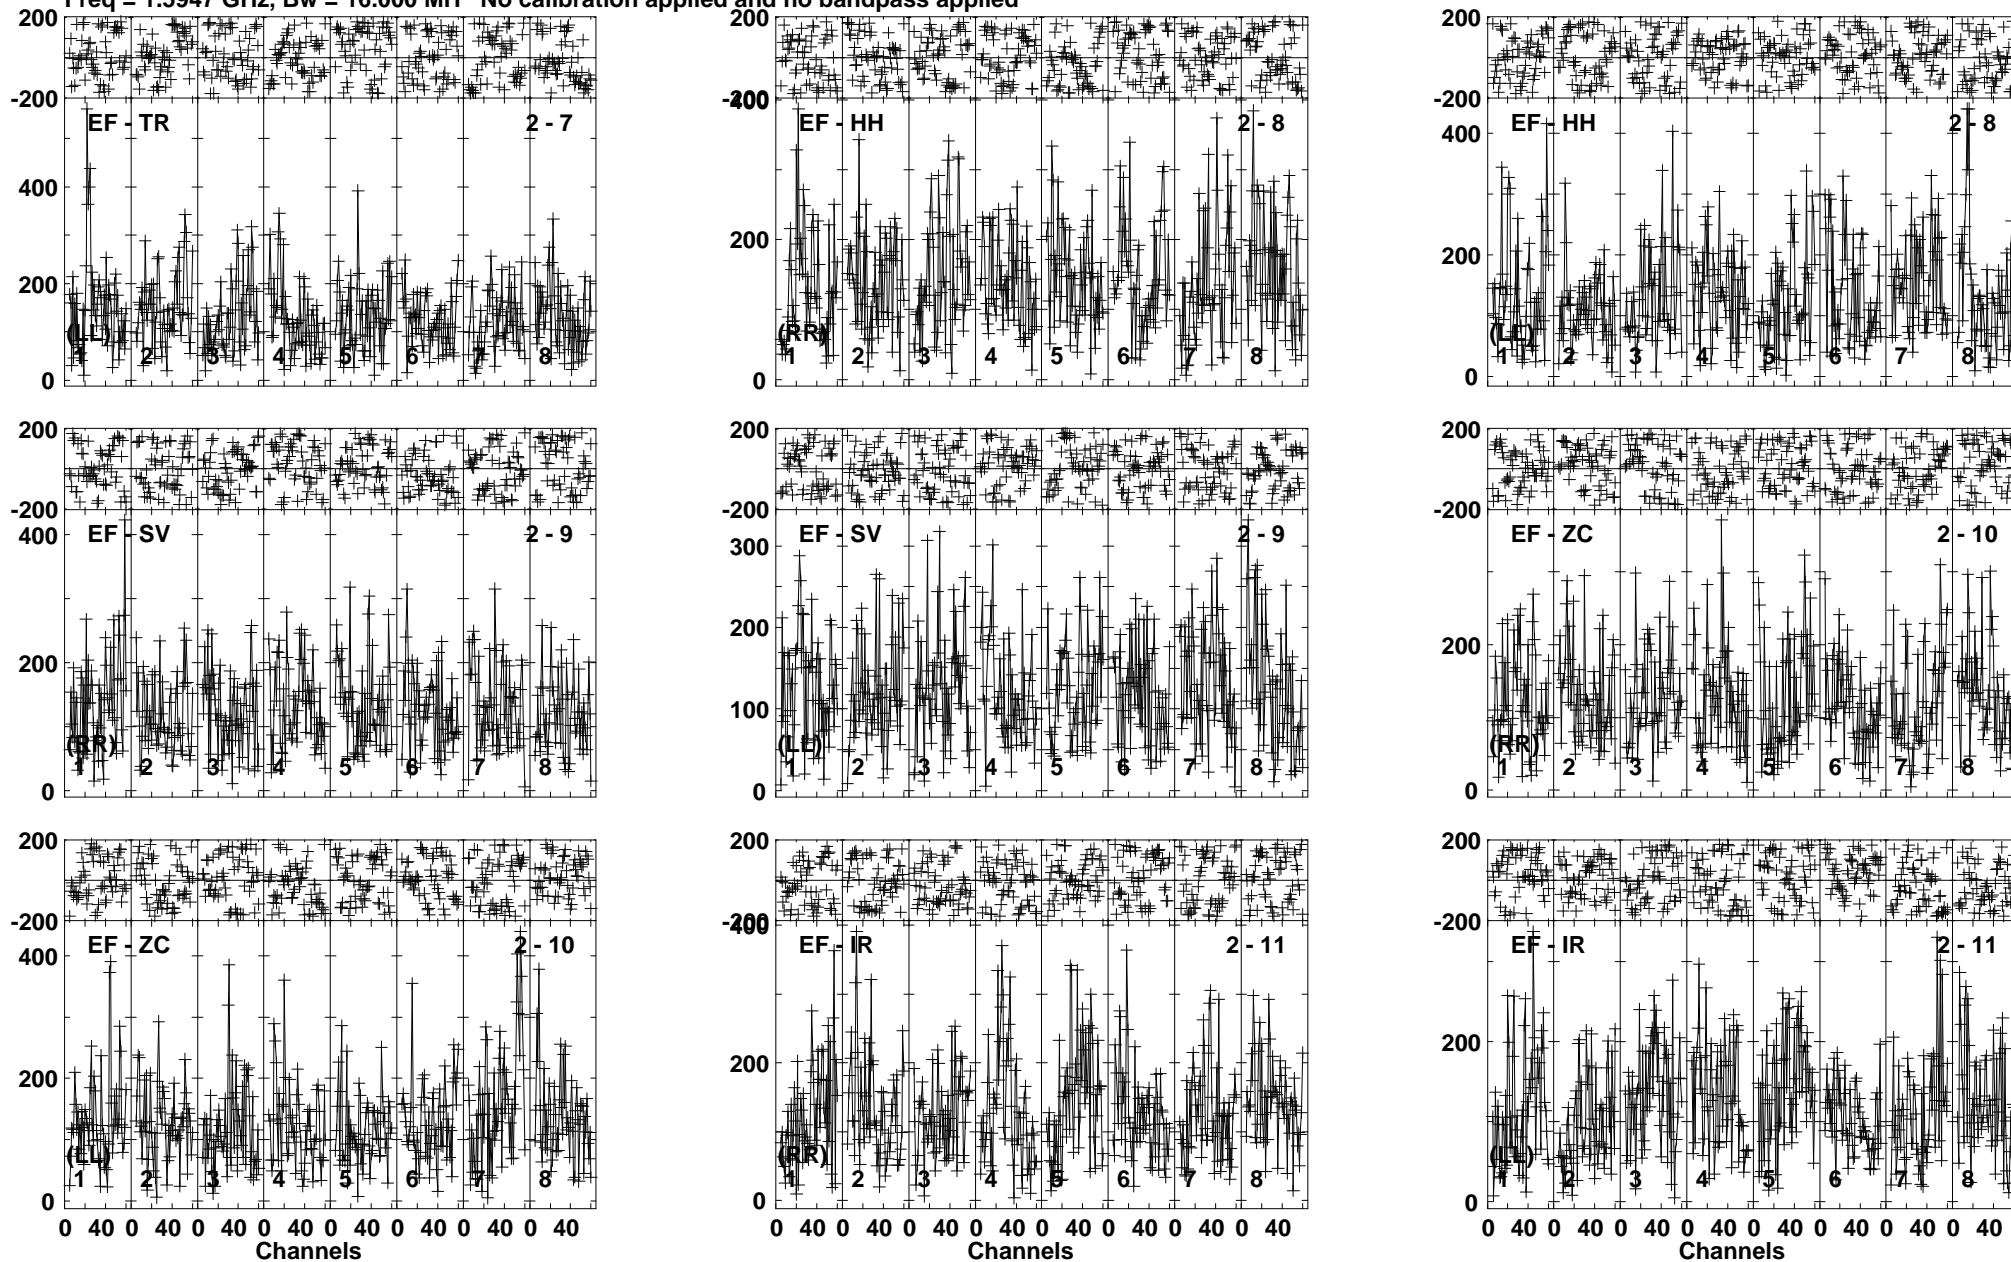 Freq = 1.5947 GHz, Bw = 16.000 MH No calibration applied and no bandpass applied
200 200 200
-200 -200 -200
EF - TR 2 - 7 400 EF - HH 2 - 8 EF - HH 2 - 8
400 400
200 200 200
(LL) (RR) (LL)
1 2 3 4 5 6 7 8 1 2 3 4 5 6 7 8 1 2 3 4 5 6 7 8
0 0 0
200 200 200
-200 -200 -200
EF - SV 2 - 9 EF - SV 2 - 9 EF - ZC 2 - 10
400 300
200 200 200
100
(RR) (LL) (RR)
1 2 3 4 5 6 7 8 1 2 3 4 5 6 7 8 1 2 3 4 5 6 7 8
0 0 0
200 200 200
-200 -200 -200
EF - ZC 2 - 10 400 EF - IR 2 - 11 EF - IR 2 - 11
400
200 200 200
(LL) (RR) (LL)
1 2 3 4 5 6 7 8 1 2 3 4 5 6 7 8 1 2 3 4 5 6 7 8
0 0 0
0 40 0 40 0 40 0 40 0 40 0 40 0 40 0 40 0 40 0 40 0 40 0 40 0 40 0 40 0 40 0 40 0 40 0 40 0 40 0 40 0 40 0 40 0 40 0 40
Channels Channels Channels